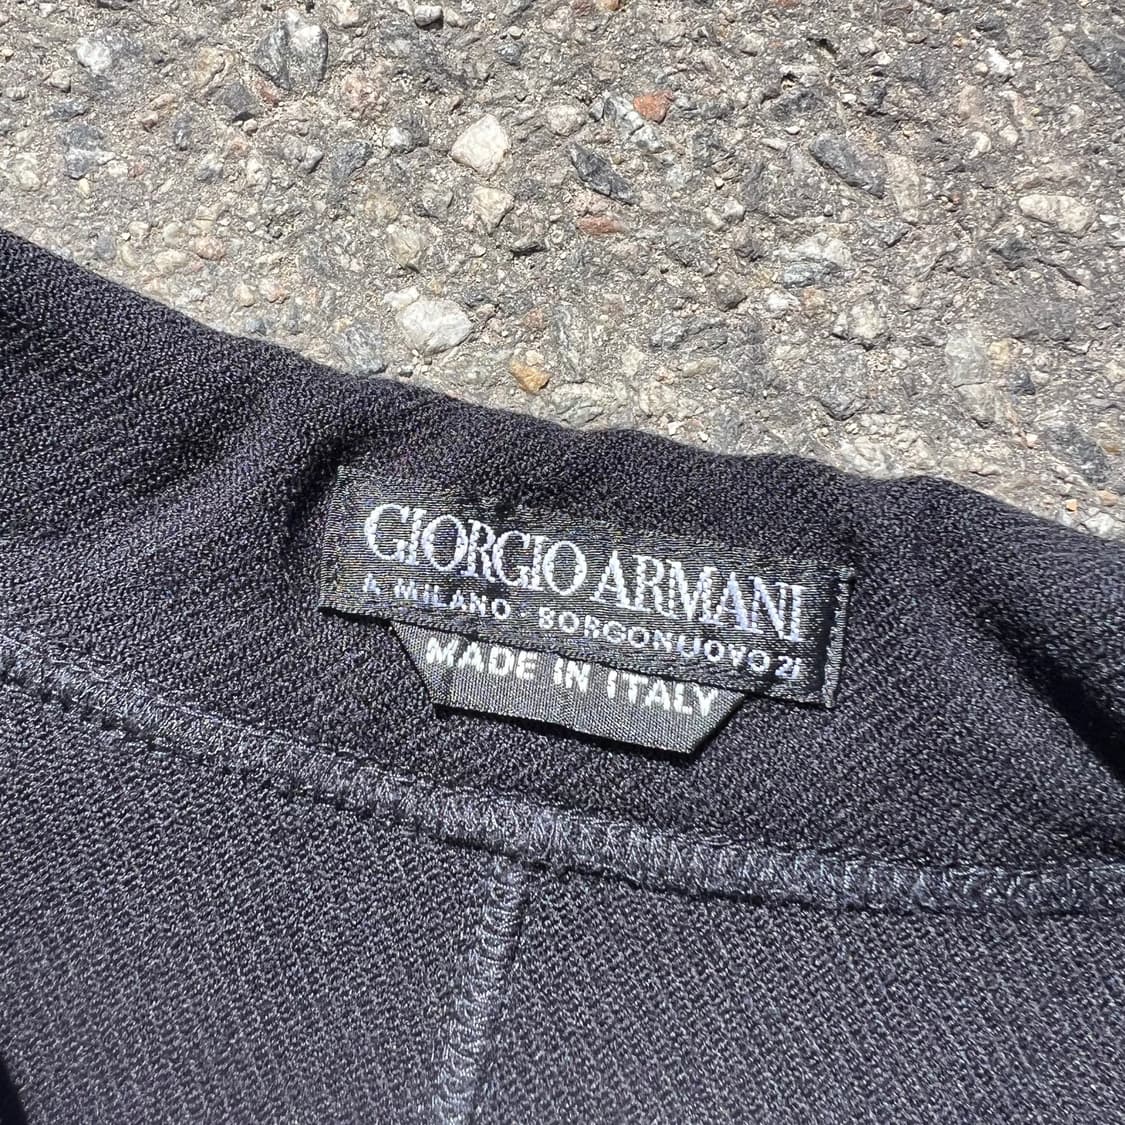 GIORGIO ARMANI
A MILANO · BORGONUOVO 21
MADE IN ITALY